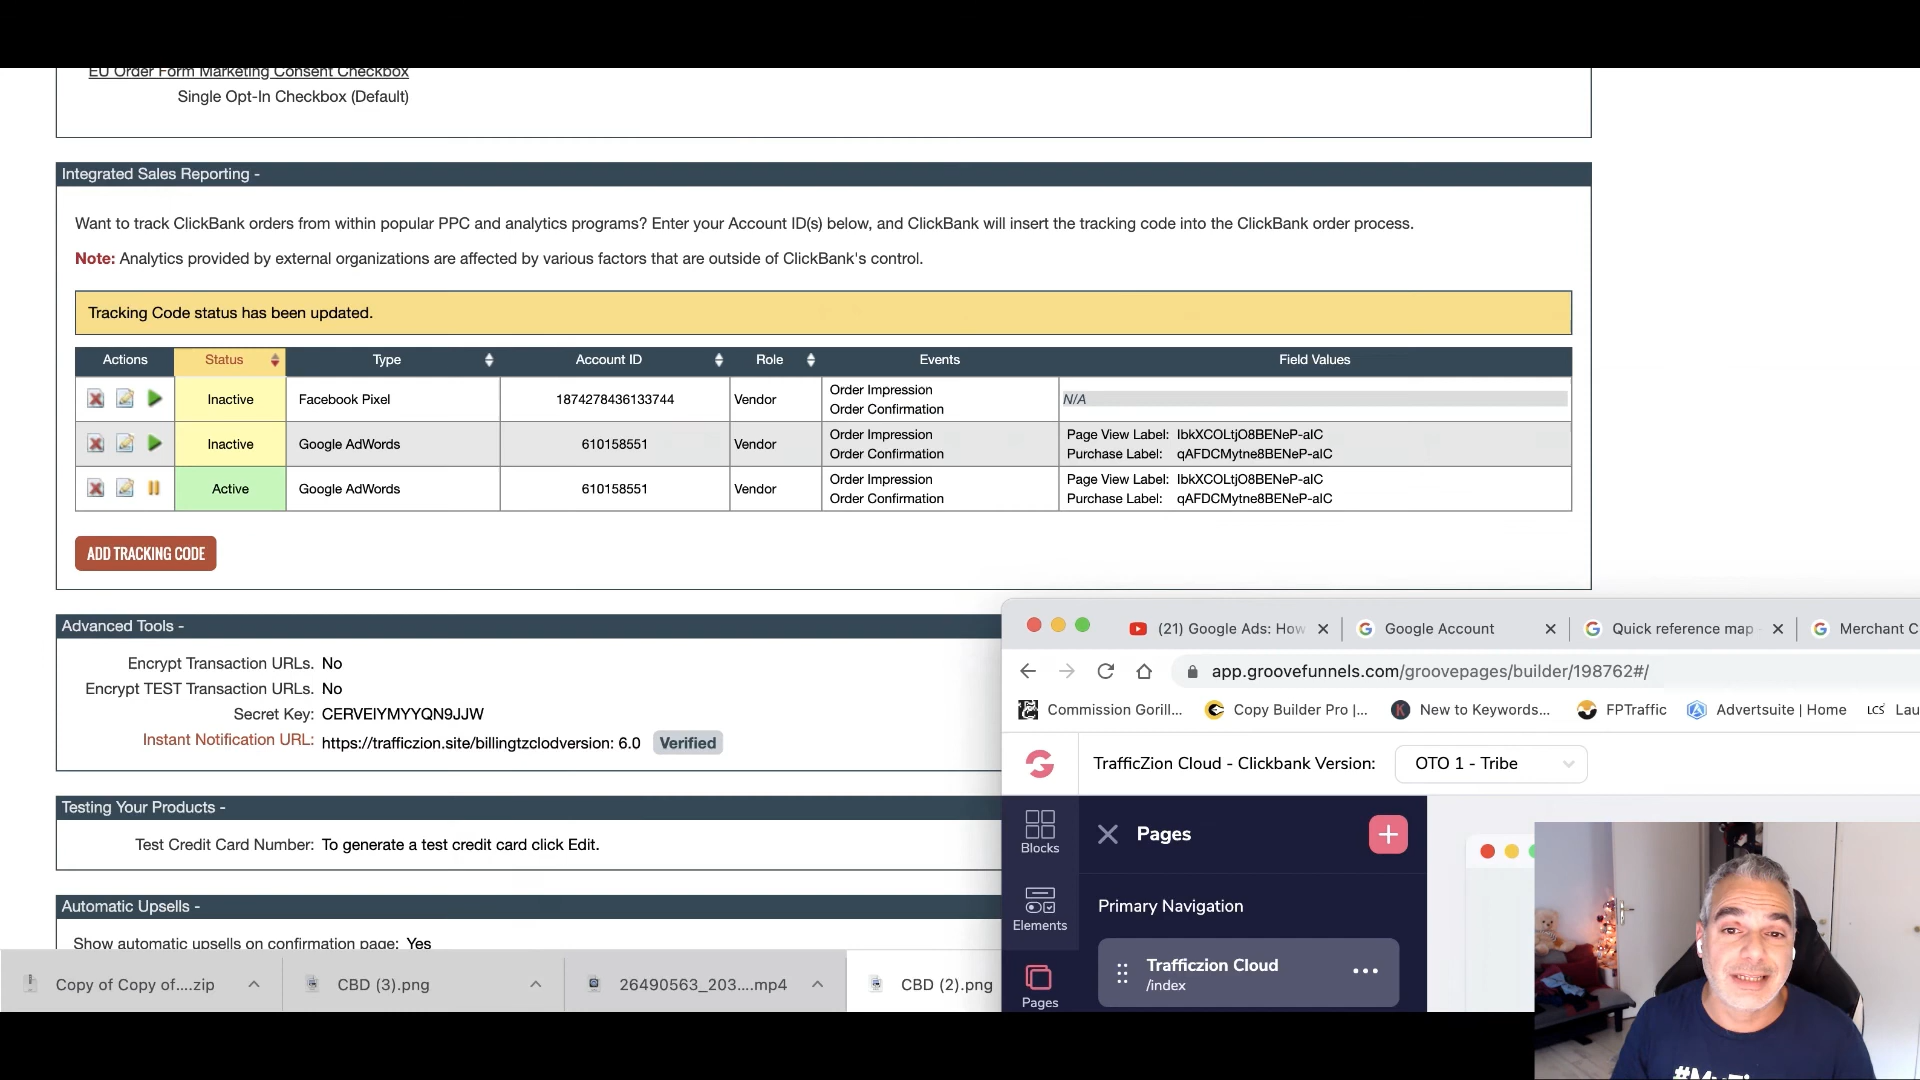 EU Order Form Marketing Consent Checkbox
Single Opt-In Checkbox (Default)
Integrated Sales Reporting -
Want to track ClickBank orders from within popular PPC and analytics programs? Enter your Account ID(s) below, and ClickBank will insert the tracking code into the ClickBank order process.
Note: Analytics provided by external organizations are affected by various factors that are outside of ClickBank's control.
Tracking Code status has been updated.
Actions Status Type Account ID Role Events Field Values
Inactive Facebook Pixel 1874278436133744 Vendor Order Impression Order Confirmation N/A
Inactive Google AdWords 610158551 Vendor Order Impression Order Confirmation Page View Label: IbkXCOLtjO8BENeP-aIC Purchase Label: qAFDCMytne8BENeP-aIC
Active Google AdWords 610158551 Vendor Order Impression Order Confirmation Page View Label: IbkXCOLtjO8BENeP-aIC Purchase Label: qAFDCMytne8BENeP-aIC
ADD TRACKING CODE
Advanced Tools -
Encrypt Transaction URLs. No
Encrypt TEST Transaction URLs. No
Secret Key: CERVEIYMYYQN9JJW
Instant Notification URL: https://trafficzion.site/billingtzclodversion: 6.0 Verified
Testing Your Products -
Test Credit Card Number: To generate a test credit card click Edit.
Automatic Upsells -
Show automatic upsells on confirmation page: Yes
Copy of Copy of....zip
CBD (3).png
26490563_203....mp4
CBD (2).png
(21) Google Ads: How
Google Account
Quick reference map
Merchant C
app.groovefunnels.com/groovepages/builder/198762#/
Commission Gorill...
Copy Builder Pro |...
New to Keywords...
FPTraffic
Advertsuite | Home
LCS Lau
TrafficZion Cloud - Clickbank Version: OTO 1 - Tribe
Blocks
Pages
Elements
Primary Navigation
Trafficzion Cloud
/index
Pages